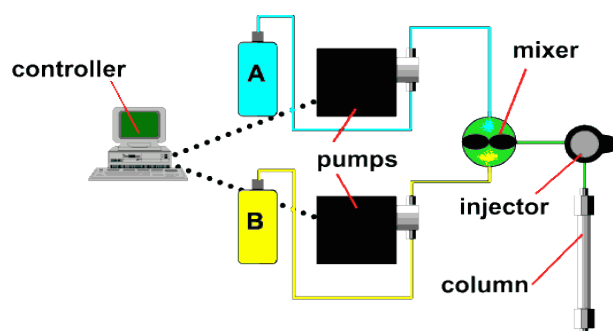 mixer
controller
A
pumps
B
injector
column